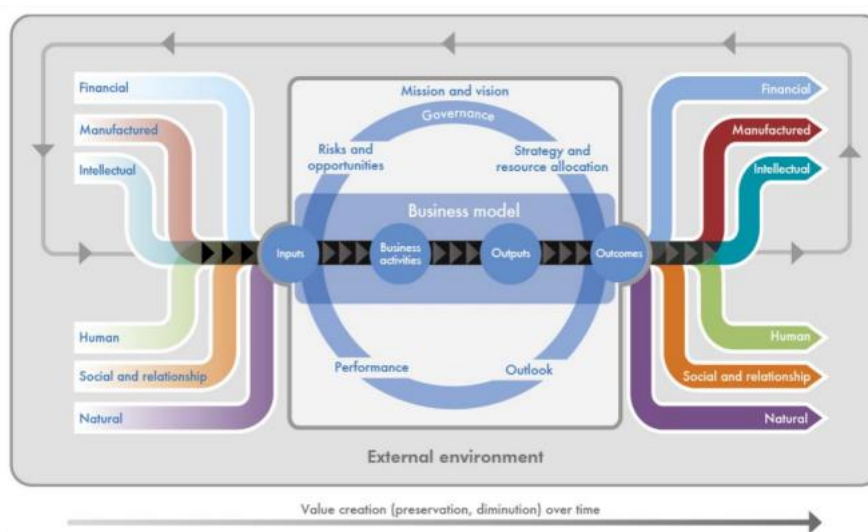 Financial
Manufactured
Intellectual
Human
Social and relationship
Natural
Mission and vision
Governance
Risks and
opportunities
Strategy and
resource allocation
Business model
Inputs
Business
activities
Outputs
Outcomes
Performance
Outlook
Financial
Manufactured
Intellectual
Human
Social and relationship
Natural
External environment
Value creation (preservation, diminution) over time